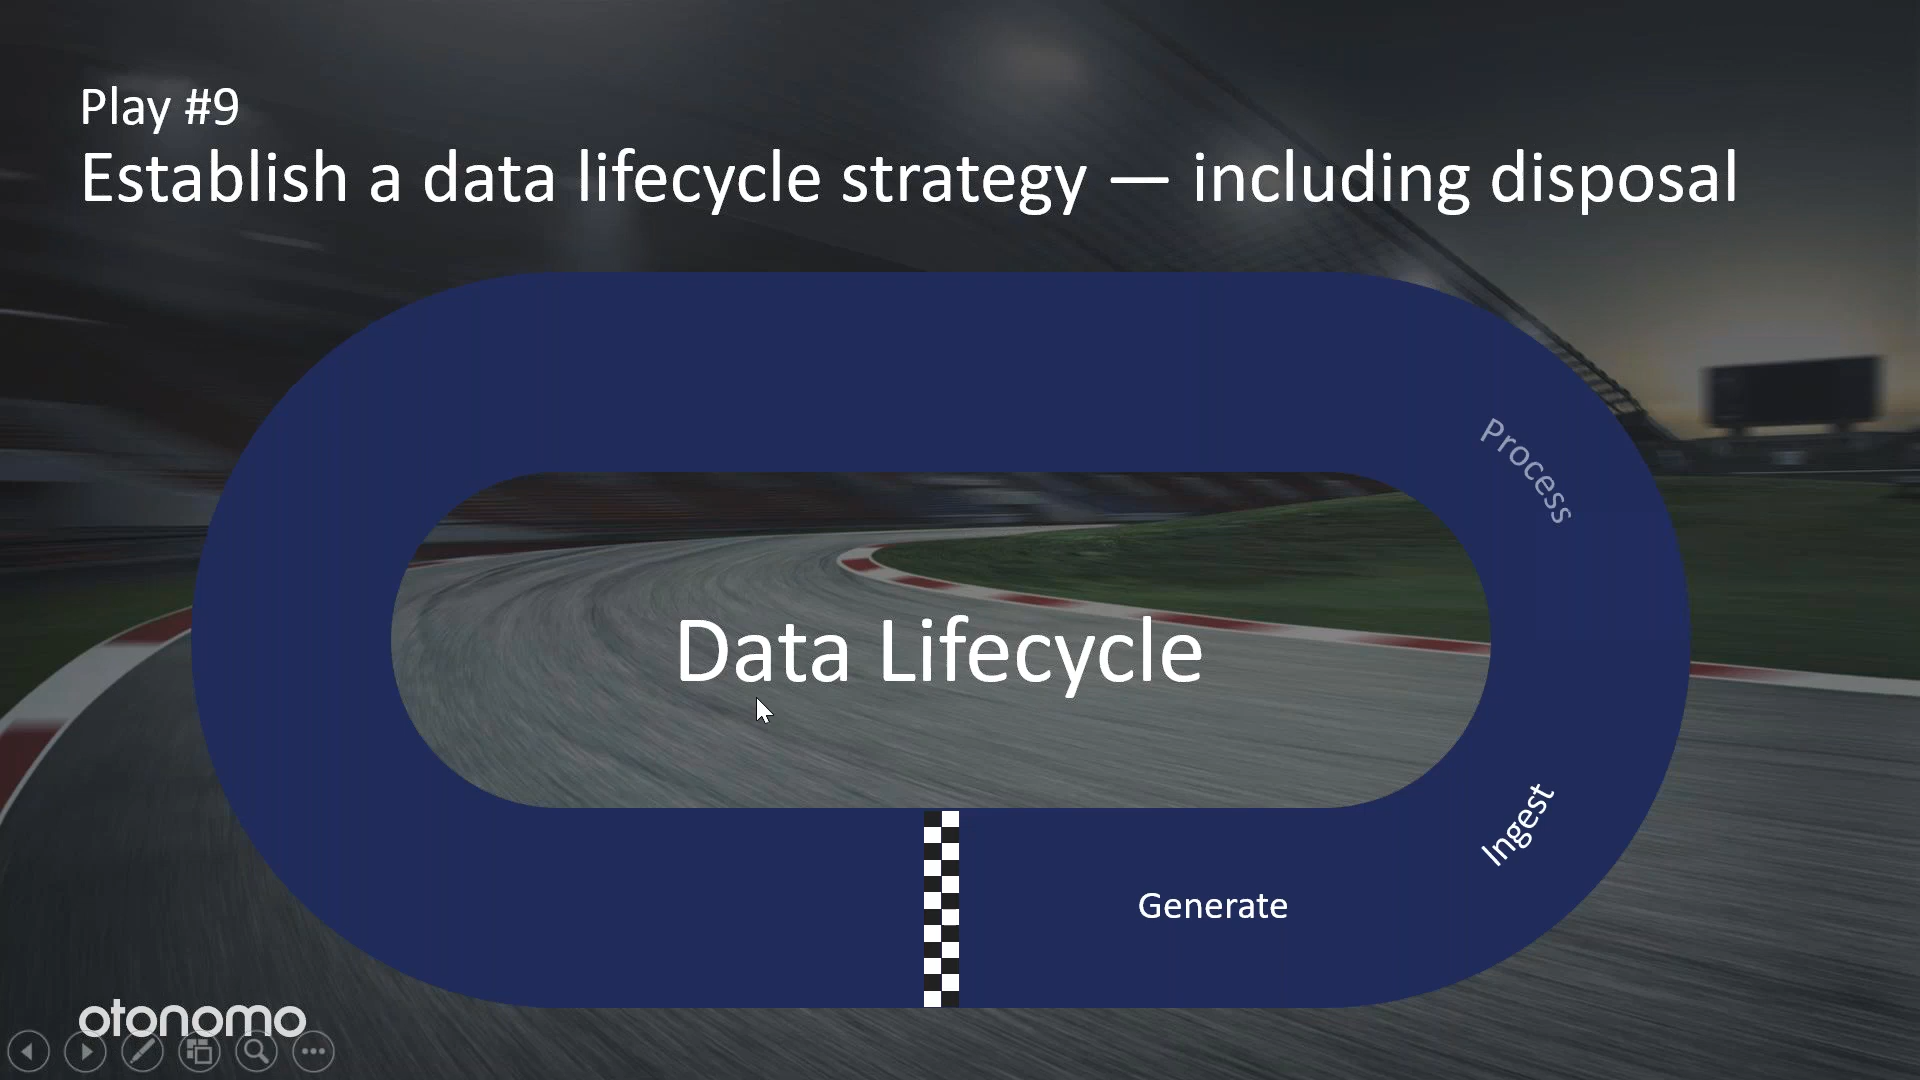 Play #9
Establish a data lifecycle strategy — including disposal
Process
Data Lifecycle
Ingest
Generate
otonomo